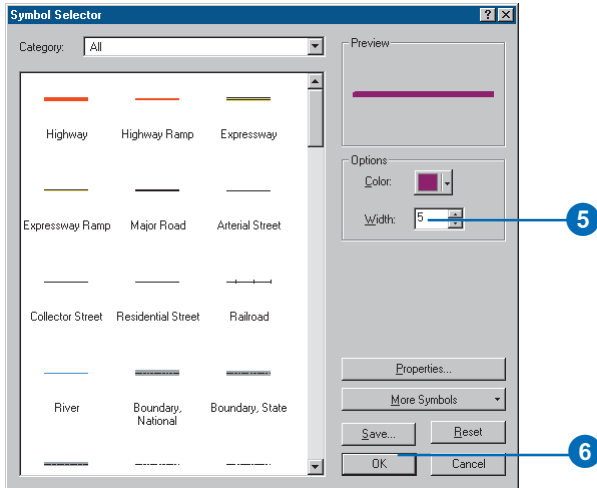 Symbol Selector
Category: All
Highway Highway Ramp Expressway
Expressway Ramp Major Road Arterial Street
Collector Street Residential Street Railroad
River Boundary, National Boundary, State
Preview
Options
Color:
Width: 5
5
Properties...
More Symbols
Save... Reset
OK Cancel
6